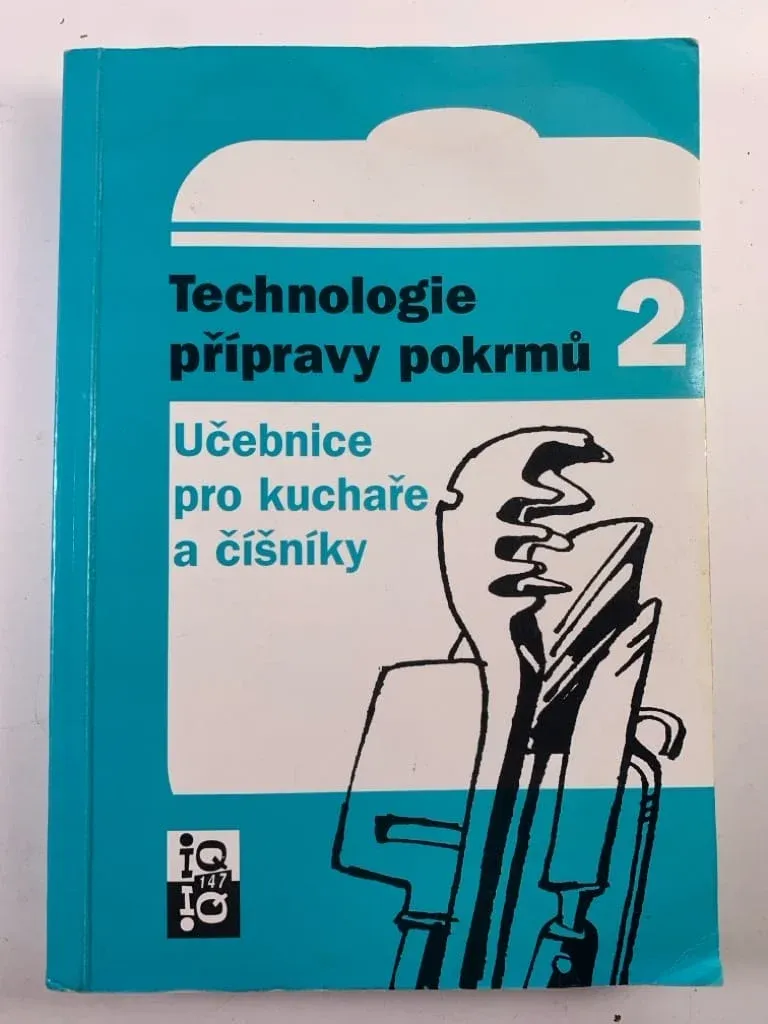 Technologie
přípravy pokrmů 2
Učebnice
pro kuchaře
a číšníky
iQ
147
iQ